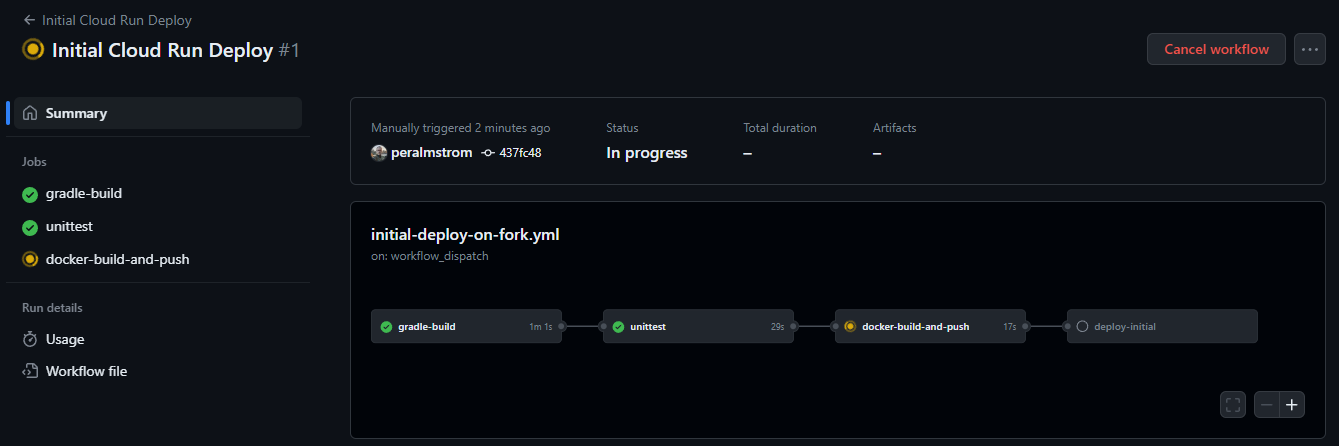 Initial Cloud Run Deploy
Initial Cloud Run Deploy #1
Cancel workflow
Summary
Jobs
gradle-build
unittest
docker-build-and-push
Run details
Usage
Workflow file
Manually triggered 2 minutes ago
peralmstrom 437fc48
Status
In progress
Total duration
–
Artifacts
–
initial-deploy-on-fork.yml
on: workflow_dispatch
gradle-build 1m 1s
unittest 29s
docker-build-and-push 17s
deploy-initial